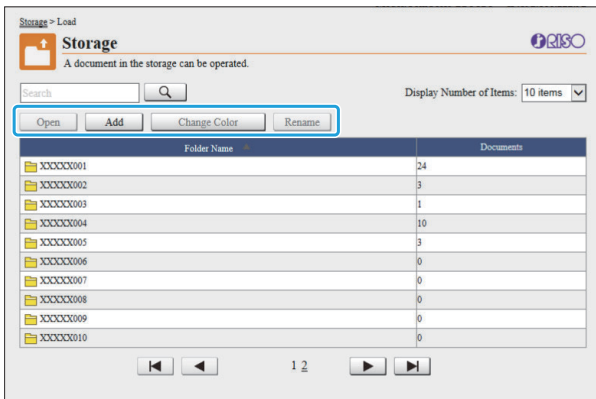 Storage > Load
Storage
RISO
A document in the storage can be operated.
Search
Display Number of Items: 10 items
Open Add Change Color Rename
Folder Name Documents
XXXXX001 24
XXXXX002 3
XXXXX003 1
XXXXX004 10
XXXXX005 3
XXXXX006 0
XXXXX007 0
XXXXX008 0
XXXXX009 0
XXXXX010 0
1 2